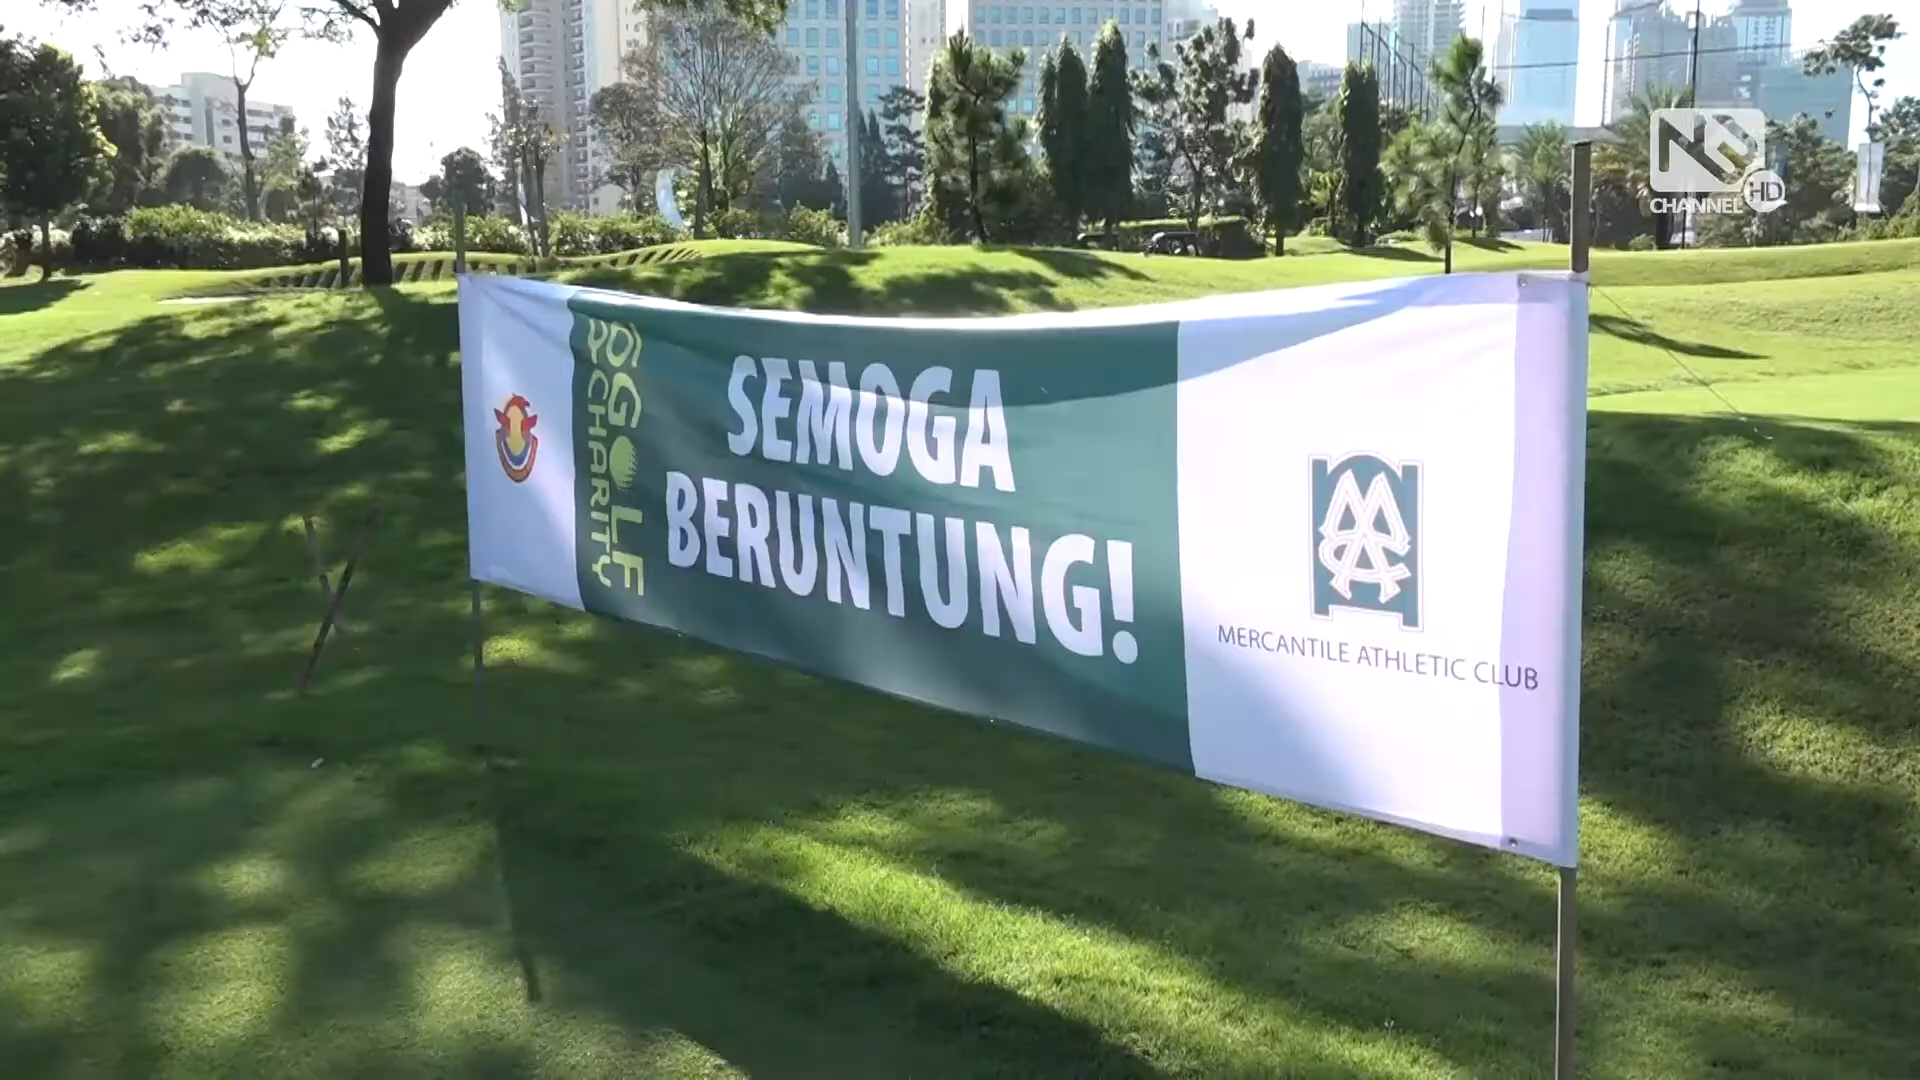 GOLF
CHARITY
SEMOGA
BERUNTUNG!
MERCANTILE ATHLETIC CLUB
CHANNEL
HD